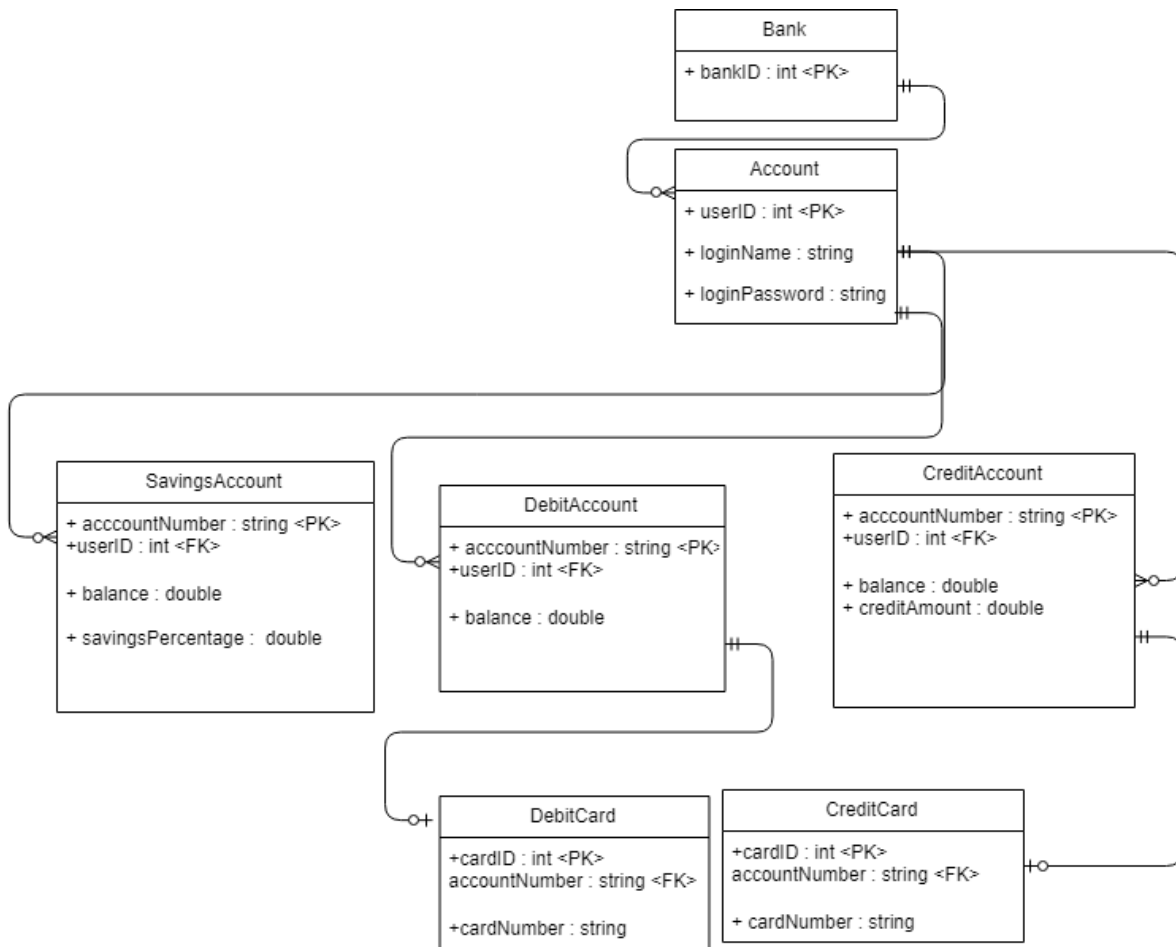 Bank
+ bankID : int <PK>
Account
+ userID : int <PK>
+ loginName : string
+ loginPassword : string
SavingsAccount
+ acccountNumber : string <PK>
+userID : int <FK>
+ balance : double
+ savingsPercentage : double
DebitAccount
+ acccountNumber : string <PK>
+userID : int <FK>
+ balance : double
CreditAccount
+ acccountNumber : string <PK>
+userID : int <FK>
+ balance : double
+ creditAmount : double
DebitCard
+cardID : int <PK>
accountNumber : string <FK>
+cardNumber : string
CreditCard
+cardID : int <PK>
accountNumber : string <FK>
+ cardNumber : string